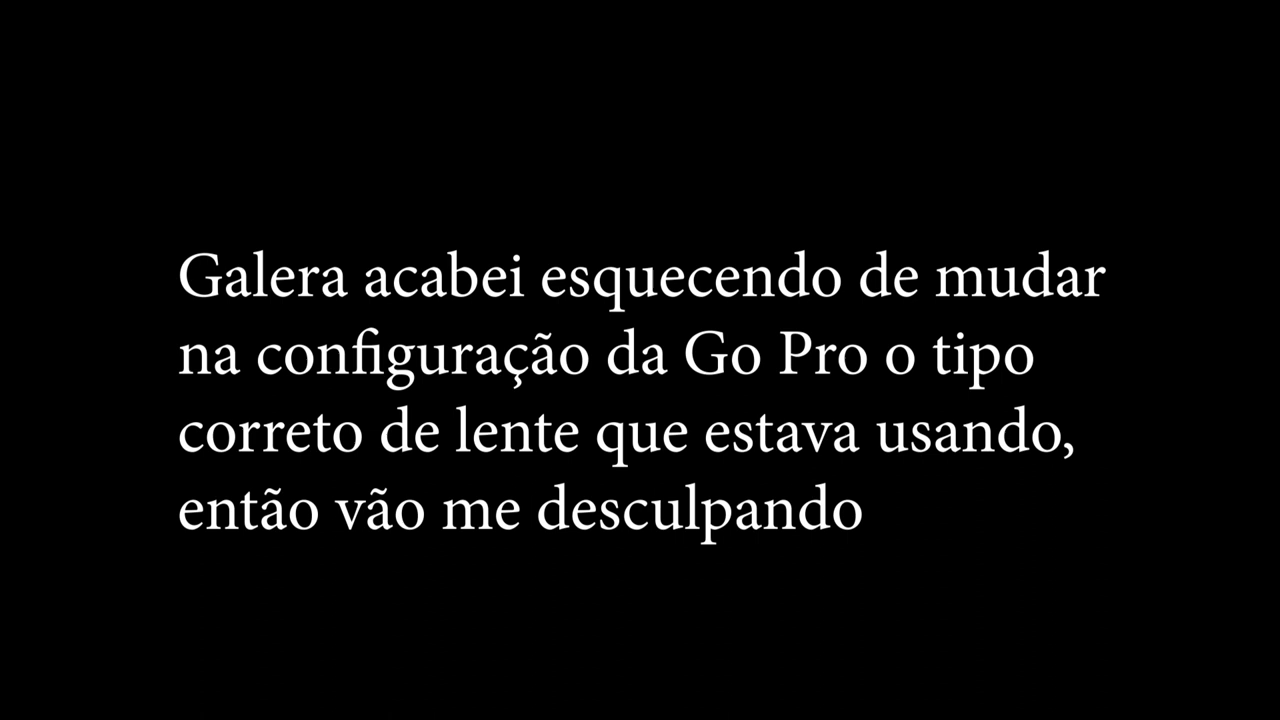 Galera acabei esquecendo de mudar
na configuração da Go Pro o tipo
correto de lente que estava usando,
então vão me desculpando